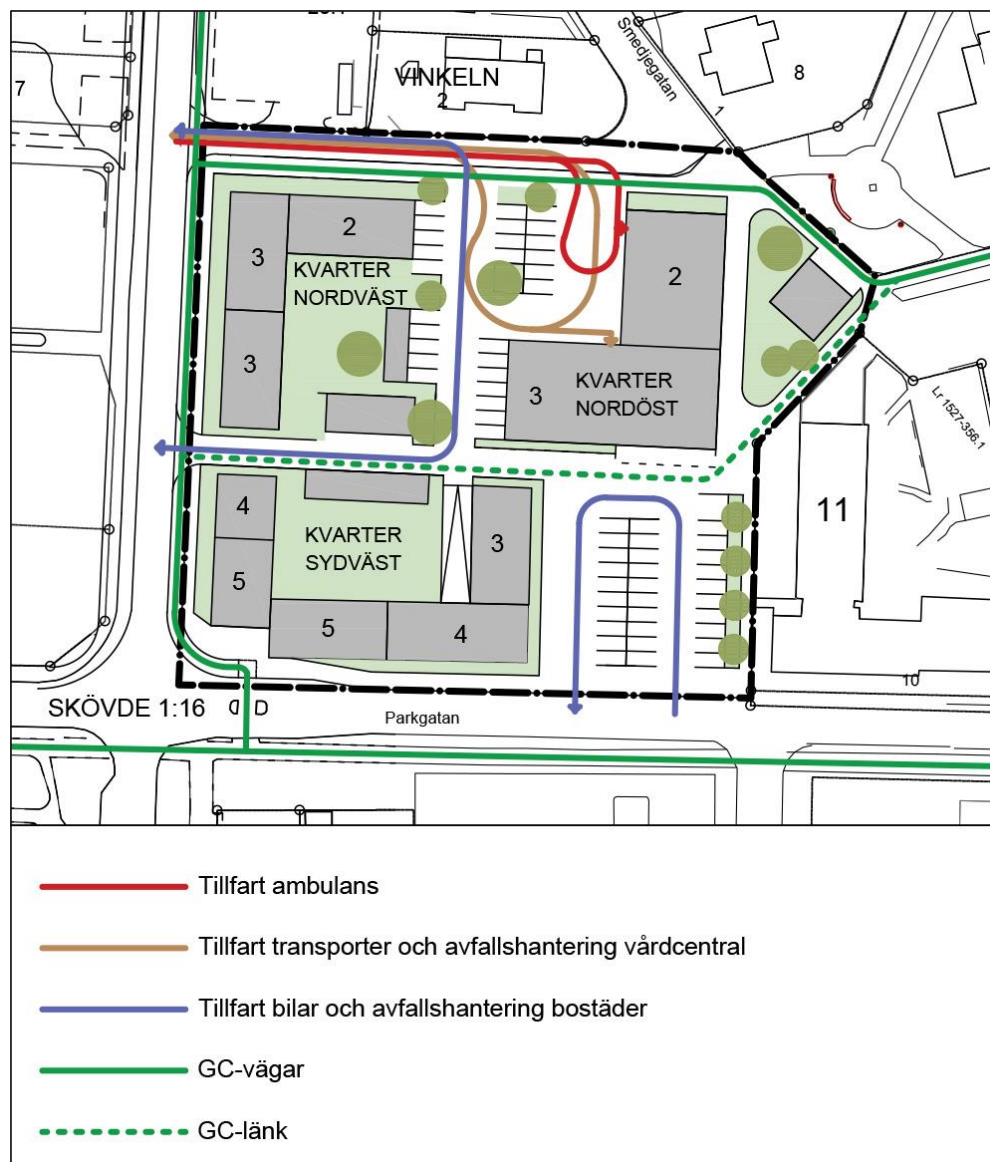 VINKELN
2
Smedjegatan
1
8
7
3
2
KVARTER
NORDVÄST
3
2
3
KVARTER
NORDÖST
Lr 1527-356.1
11
4
KVARTER
SYDVÄST
3
5
5
4
10
SKÖVDE 1:16
Parkgatan
Tillfart ambulans
Tillfart transporter och avfallshantering vårdcentral
Tillfart bilar och avfallshantering bostäder
GC-vägar
GC-länk